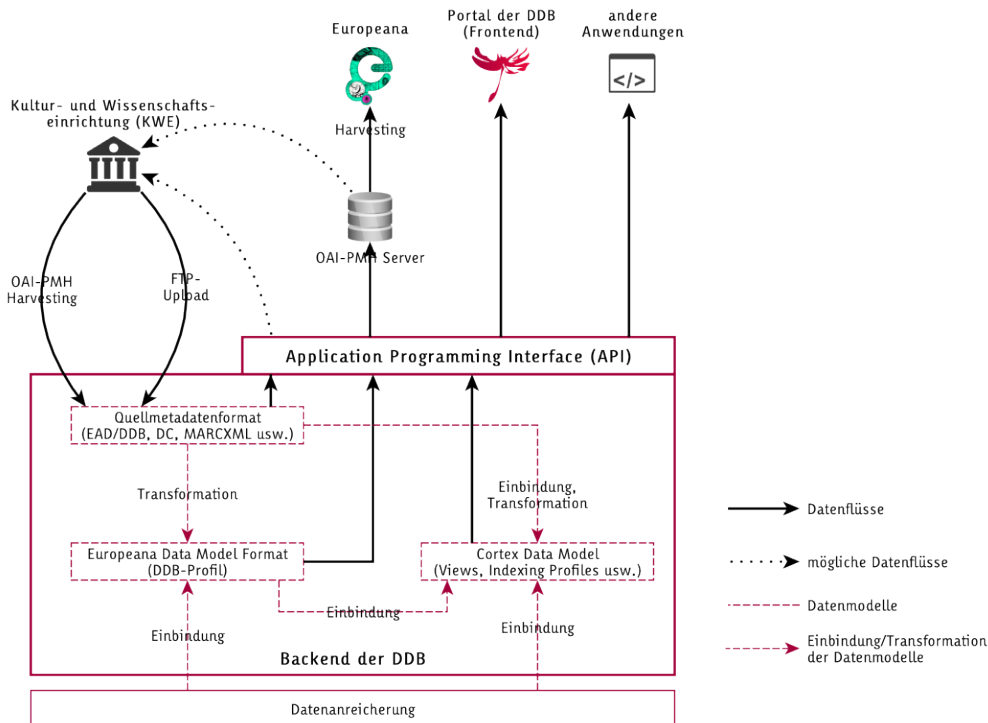 Europeana
Portal der DDB
(Frontend)
andere
Anwendungen
</>
Kultur- und Wissenschafts-
einrichtung (KWE)
Harvesting
OAI-PMH Server
OAI-PMH
Harvesting
FTP-
Upload
Application Programming Interface (API)
Quellmetadatenformat
(EAD/DDB, DC, MARCXML usw.)
Transformation
Einbindung,
Transformation
Europeana Data Model Format
(DDB-Profil)
Cortex Data Model
(Views, Indexing Profiles usw.)
Einbindung
Einbindung
Einbindung
Backend der DDB
Datenanreicherung
Datenflüsse
mögliche Datenflüsse
Datenmodelle
Einbindung/Transformation
der Datenmodelle